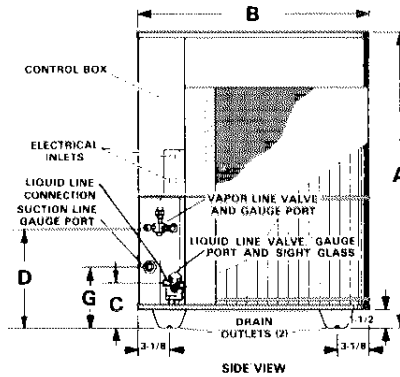 B
CONTROL BOX
A
ELECTRICAL
INLETS
LIQUID LINE
CONNECTION
SUCTION LINE
GAUGE PORT
VAPOR LINE VALVE
AND GAUGE PORT
LIQUID LINE VALVE, GAUGE
PORT AND SIGHT GLASS
D
G
C
DRAIN
OUTLETS (2)
1-1/2
3-1/8
3-1/8
SIDE VIEW